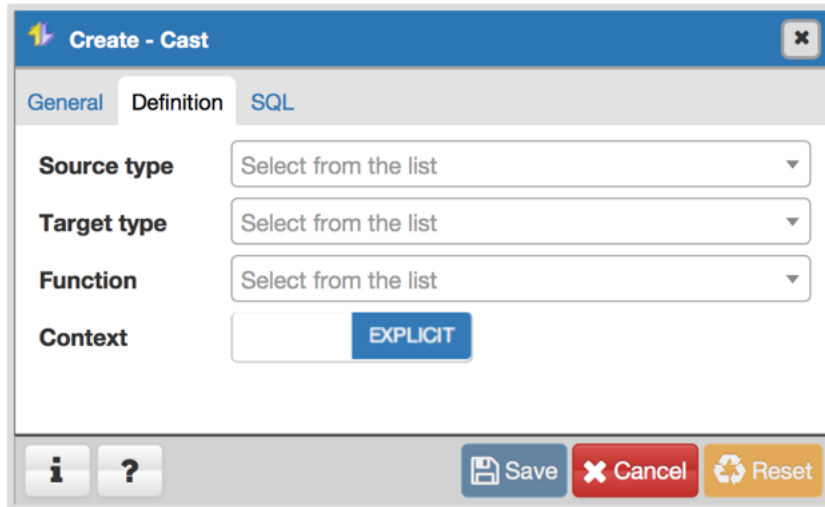 Create - Cast
General Definition SQL
Source type Select from the list
Target type Select from the list
Function Select from the list
Context EXPLICIT
i ? Save Cancel Reset